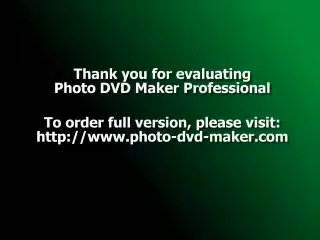 Thank you for evaluating
Photo DVD Maker Professional
To order full version, please visit:
http://www.photo-dvd-maker.com